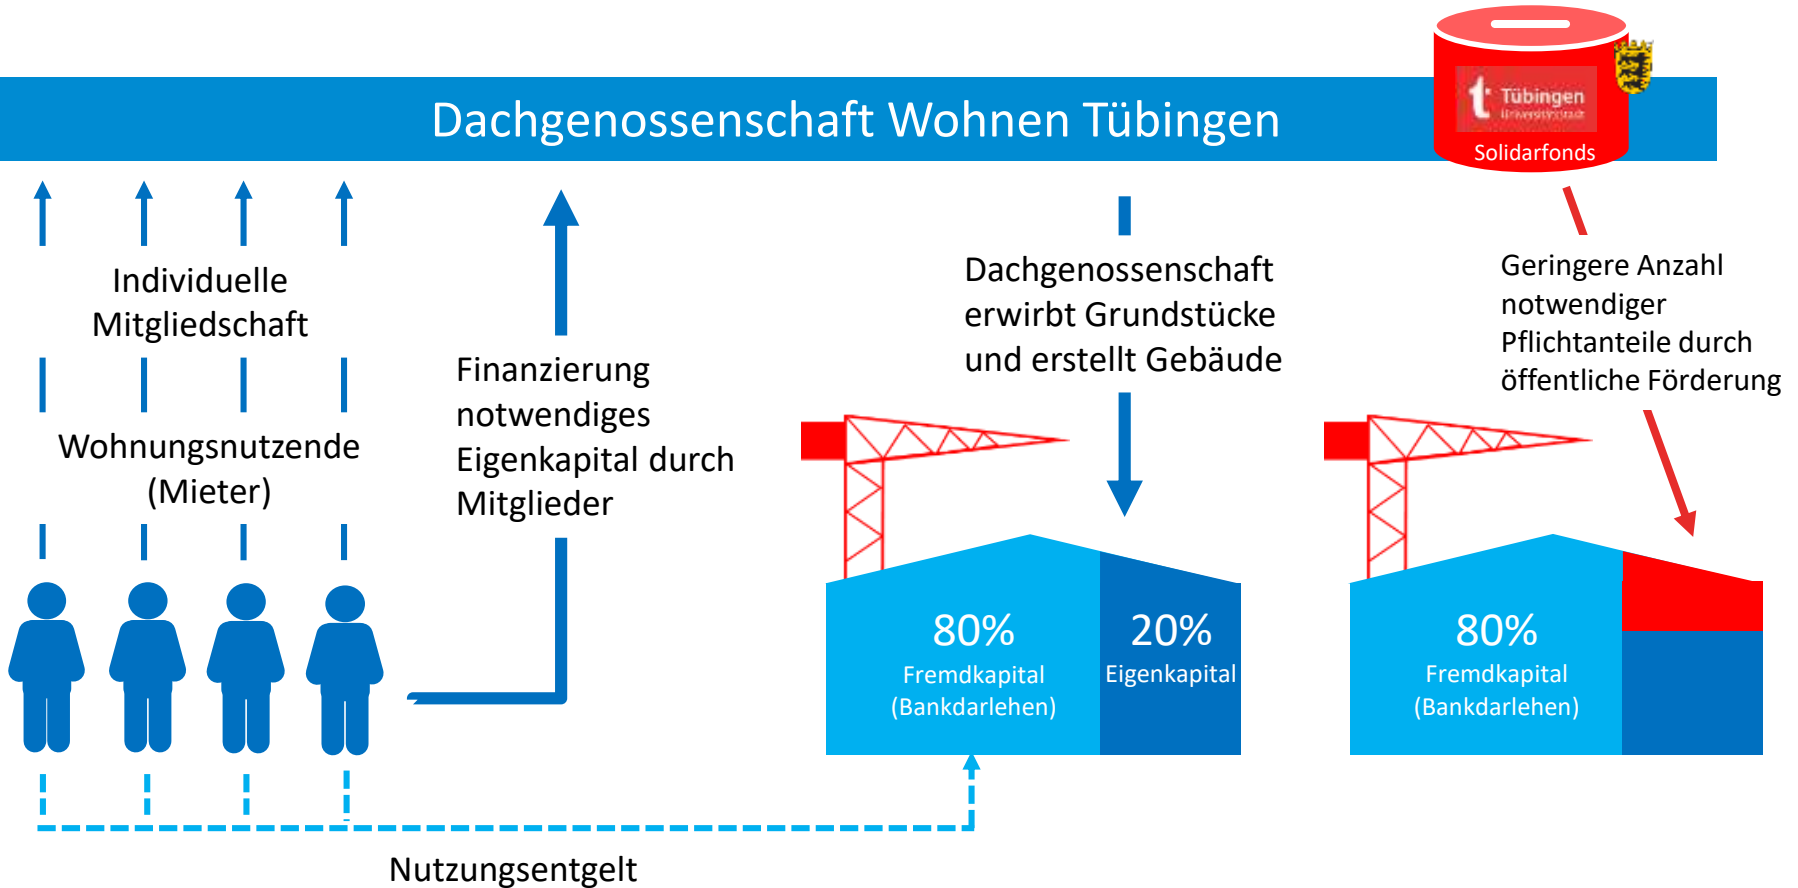 Dachgenossenschaft Wohnen Tübingen
t Tübingen
Universitätsstadt
Solidarfonds
Individuelle
Mitgliedschaft
Wohnungsnutzende
(Mieter)
Finanzierung
notwendiges
Eigenkapital durch
Mitglieder
Dachgenossenschaft
erwirbt Grundstücke
und erstellt Gebäude
Geringere Anzahl
notwendiger
Pflichtanteile durch
öffentliche Förderung
80%
Fremdkapital
(Bankdarlehen)
20%
Eigenkapital
80%
Fremdkapital
(Bankdarlehen)
Nutzungsentgelt